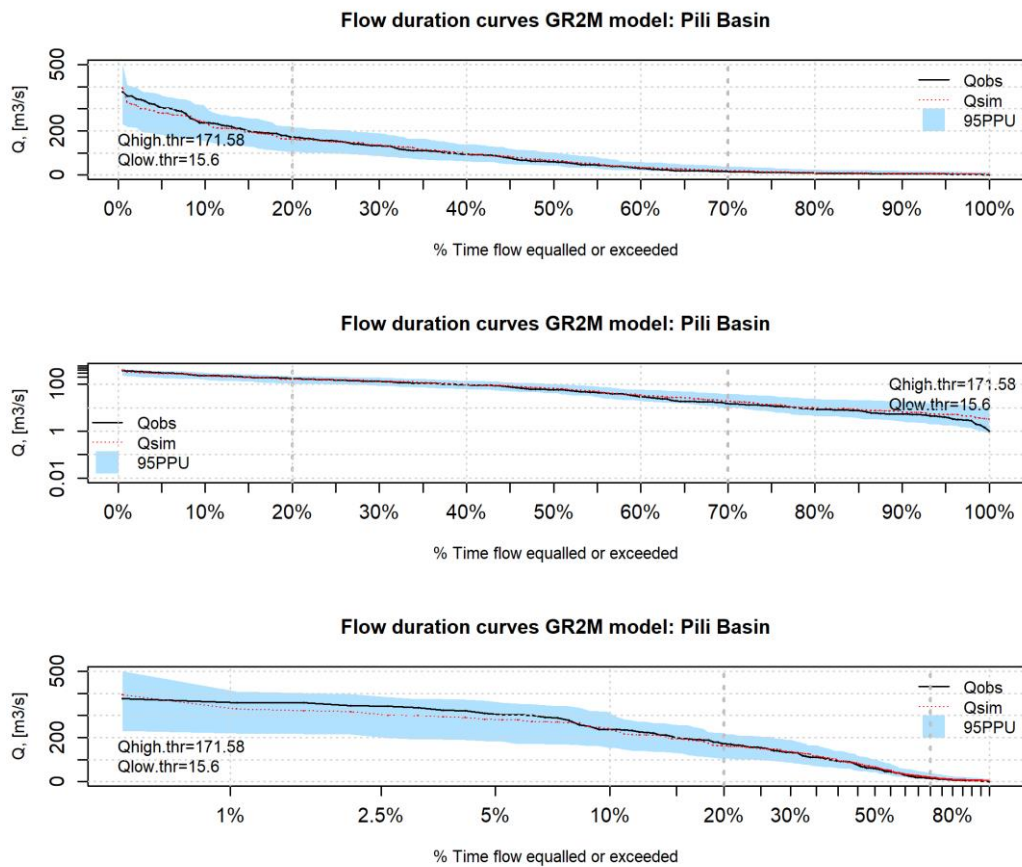 Flow duration curves GR2M model: Pili Basin
Q, [m3/s]
500
200
0
Qobs
Qsim
95PPU
Qhigh.thr=171.58
Qlow.thr=15.6
0% 10% 20% 30% 40% 50% 60% 70% 80% 90% 100%
% Time flow equalled or exceeded
Flow duration curves GR2M model: Pili Basin
Q, [m3/s]
100
1
0.01
Qhigh.thr=171.58
Qlow.thr=15.6
Qobs
Qsim
95PPU
0% 10% 20% 30% 40% 50% 60% 70% 80% 90% 100%
% Time flow equalled or exceeded
Flow duration curves GR2M model: Pili Basin
Q, [m3/s]
500
200
0
Qobs
Qsim
95PPU
Qhigh.thr=171.58
Qlow.thr=15.6
1% 2.5% 5% 10% 20% 30% 50% 80%
% Time flow equalled or exceeded